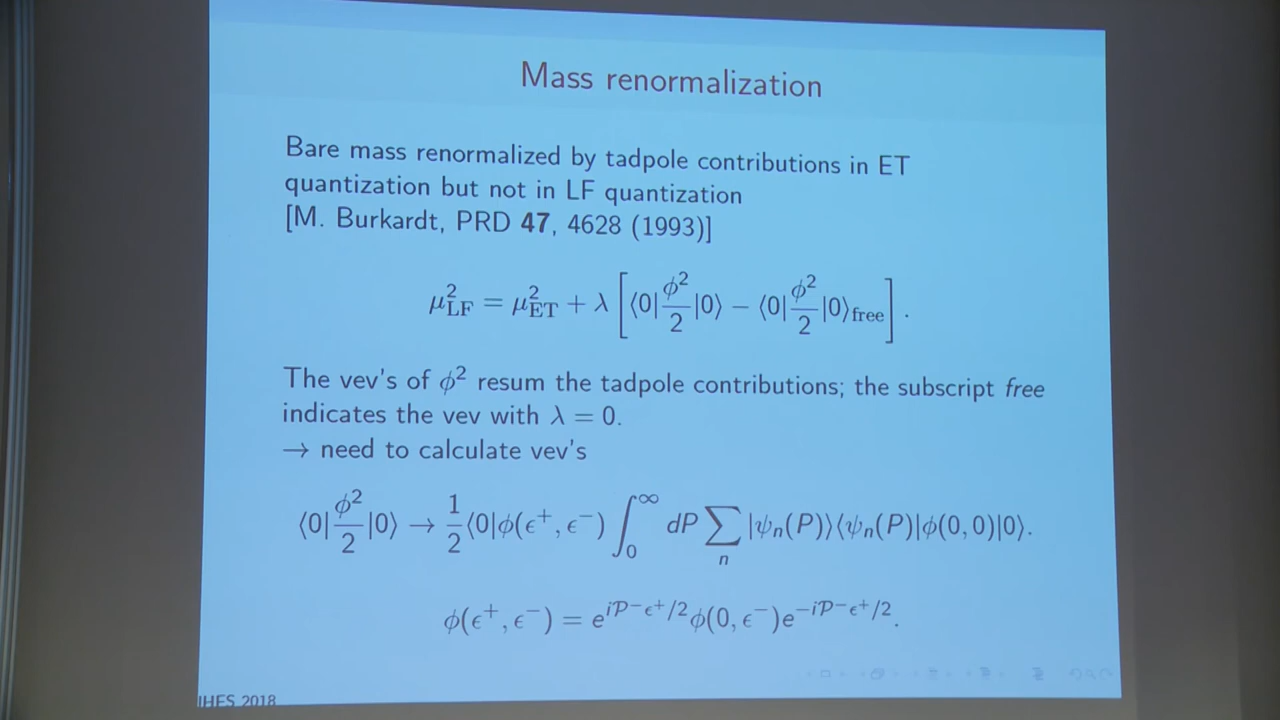 Mass renormalization
Bare mass renormalized by tadpole contributions in ET
quantization but not in LF quantization
[M. Burkardt, PRD 47, 4628 (1993)]
μ²_LF = μ²_ET + λ [⟨0|ϕ²/2|0⟩ − ⟨0|ϕ²/2|0⟩_free].
The vev's of ϕ² resum the tadpole contributions; the subscript free
indicates the vev with λ = 0.
→ need to calculate vev's
⟨0|ϕ²/2|0⟩ → 1/2⟨0|ϕ(ϵ⁺, ϵ⁻) ∫₀^∞ dP ∑_n |ψ_n(P)⟩⟨ψ_n(P)|ϕ(0, 0)|0⟩.
ϕ(ϵ⁺, ϵ⁻) = e^{i𝒫⁻ϵ⁺/2}ϕ(0, ϵ⁻)e^{−i𝒫⁻ϵ⁺/2}.
IHES 2018